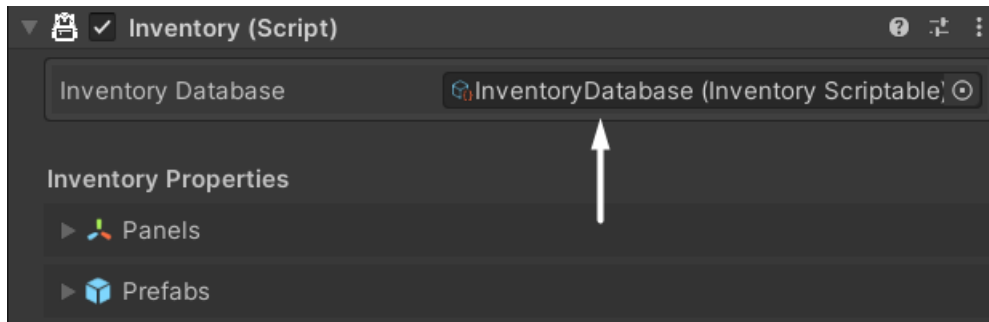 Inventory (Script)
Inventory Database InventoryDatabase (Inventory Scriptable)
Inventory Properties
Panels
Prefabs